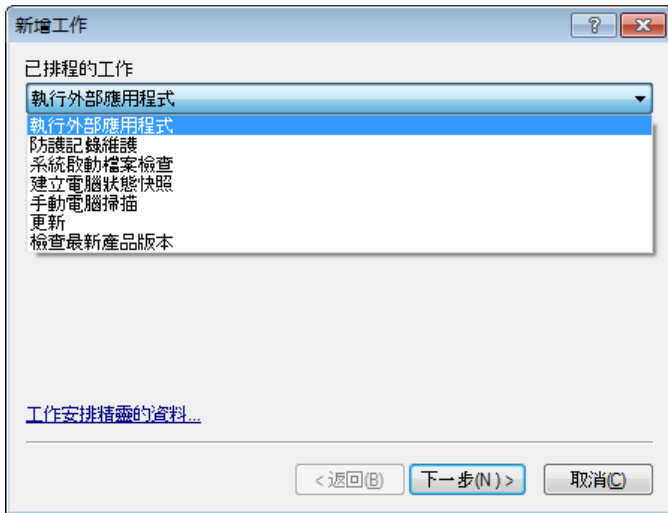 新增工作
已排程的工作
執行外部應用程式
執行外部應用程式
防護記錄維護
系統啟動檔案檢查
建立電腦狀態快照
手動電腦掃描
更新
檢查最新產品版本
工作安排精靈的資料...
< 返回(B) 下一步(N) > 取消(C)